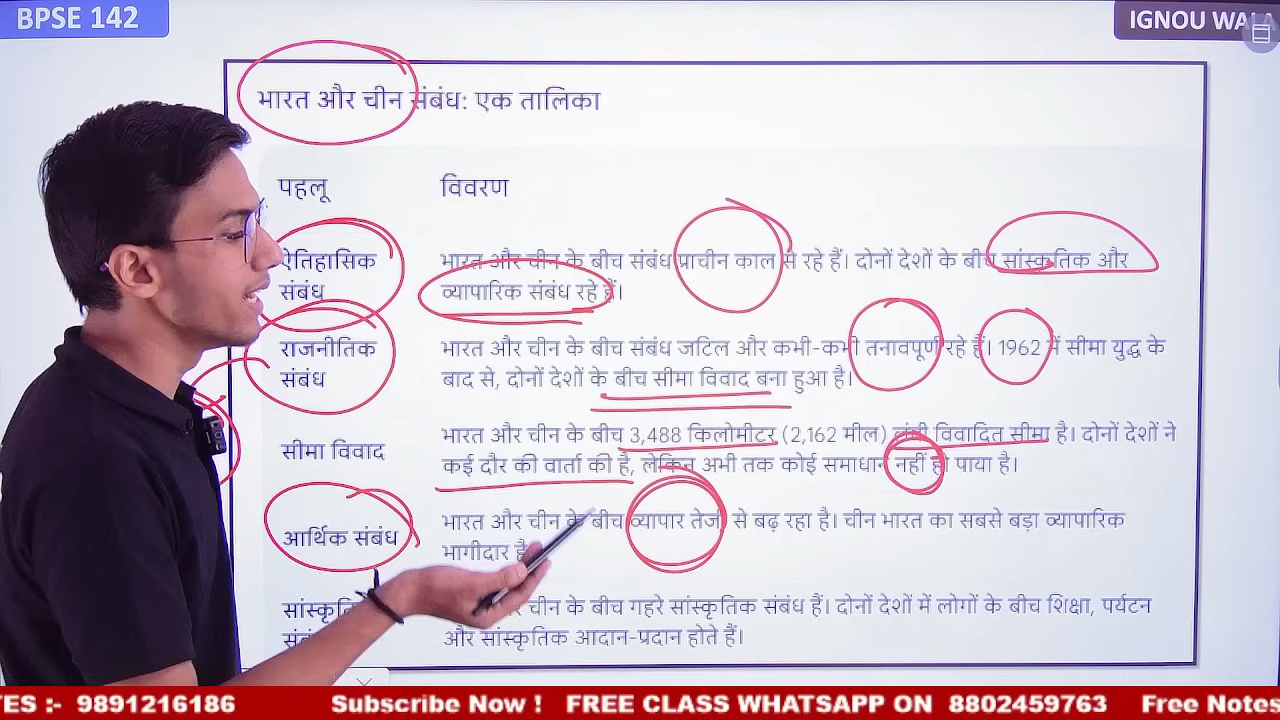 BPSE 142
IGNOU WALA
भारत और चीन संबंध: एक तालिका
पहलू
विवरण
ऐतिहासिक
संबंध
भारत और चीन के बीच संबंध प्राचीन काल से रहे हैं। दोनों देशों के बीच सांस्कृतिक और
व्यापारिक संबंध रहे हैं।
राजनीतिक
संबंध
भारत और चीन के बीच संबंध जटिल और कभी-कभी तनावपूर्ण रहे हैं। 1962 में सीमा युद्ध के
बाद से, दोनों देशों के बीच सीमा विवाद बना हुआ है।
सीमा विवाद
भारत और चीन के बीच 3,488 किलोमीटर (2,162 मील) लंबी विवादित सीमा है। दोनों देशों ने
कई दौर की वार्ता की है, लेकिन अभी तक कोई समाधान नहीं हो पाया है।
आर्थिक संबंध
भारत और चीन के बीच व्यापार तेजी से बढ़ रहा है। चीन भारत का सबसे बड़ा व्यापारिक
भागीदार है
चीन के बीच गहरे सांस्कृतिक संबंध हैं। दोनों देशों में लोगों के बीच शिक्षा, पर्यटन
और सांस्कृतिक आदान-प्रदान होते हैं।
TES :- 9891216186 Subscribe Now ! FREE CLASS WHATSAPP ON 8802459763 Free Notes